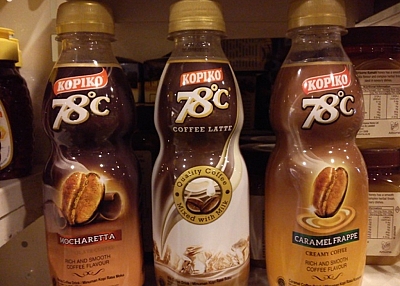 KOPIKO
78°C
MOCHARETTA
RICH AND SMOOTH
COFFEE FLAVOUR
KOPIKO
78°C
COFFEE LATTE
Quality Coffee
Mixed with Milk
KOPIKO
78°C
CARAMEL FRAPPE
CREAMY COFFEE
RICH AND SMOOTH
COFFEE FLAVOUR